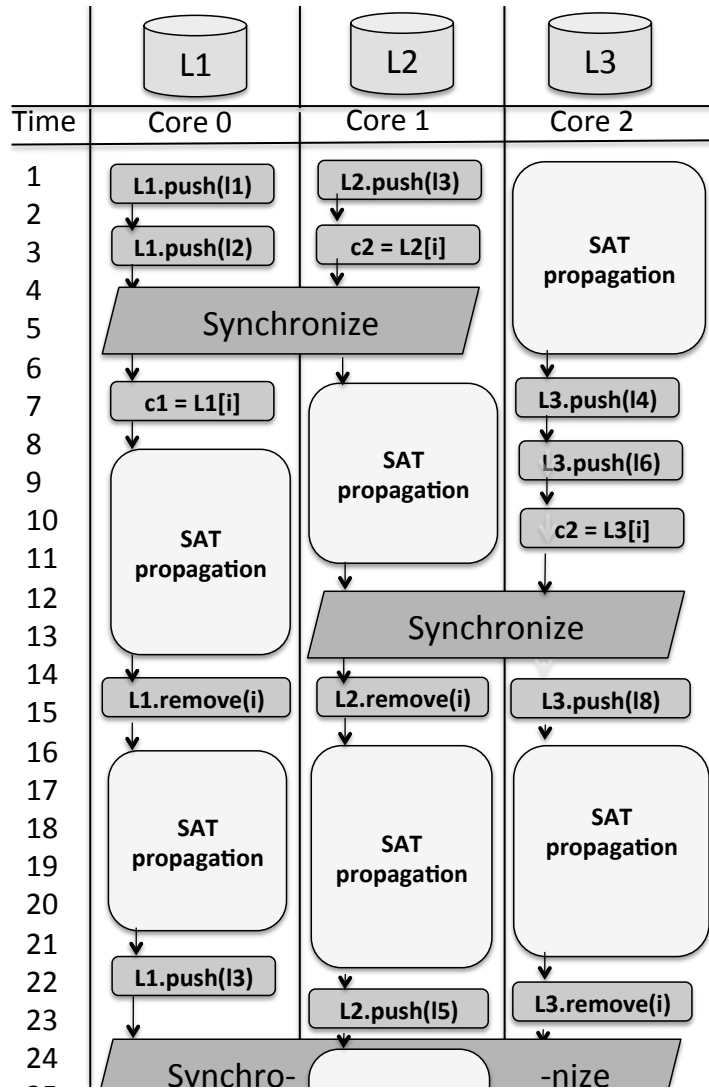 L1 L2 L3
Time Core 0 Core 1 Core 2
1
L1.push(l1) L2.push(l3)
2
SAT
propagation
3
L1.push(l2) c2 = L2[i]
4
5
Synchronize
6
7
c1 = L1[i] L3.push(l4)
8
L3.push(l6)
9
SAT
propagation
10
c2 = L3[i]
11
SAT
propagation
12
13
Synchronize
14
15
L1.remove(i) L2.remove(i) L3.push(l8)
16
17
18
SAT
propagation
SAT
propagation
SAT
propagation
19
20
21
22
L1.push(l3) L3.remove(i)
23
L2.push(l5)
24
Synchro- -nize
25